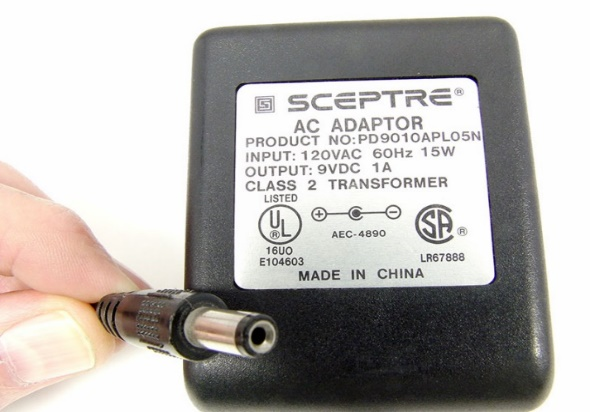 SCEPTRE®
AC ADAPTOR
PRODUCT NO:PD9010APL05N
INPUT: 120VAC 60Hz 15W
OUTPUT: 9VDC 1A
CLASS 2 TRANSFORMER
LISTED
UL ®
16UO
E104603
AEC-4890
SA ®
LR67888
MADE IN CHINA